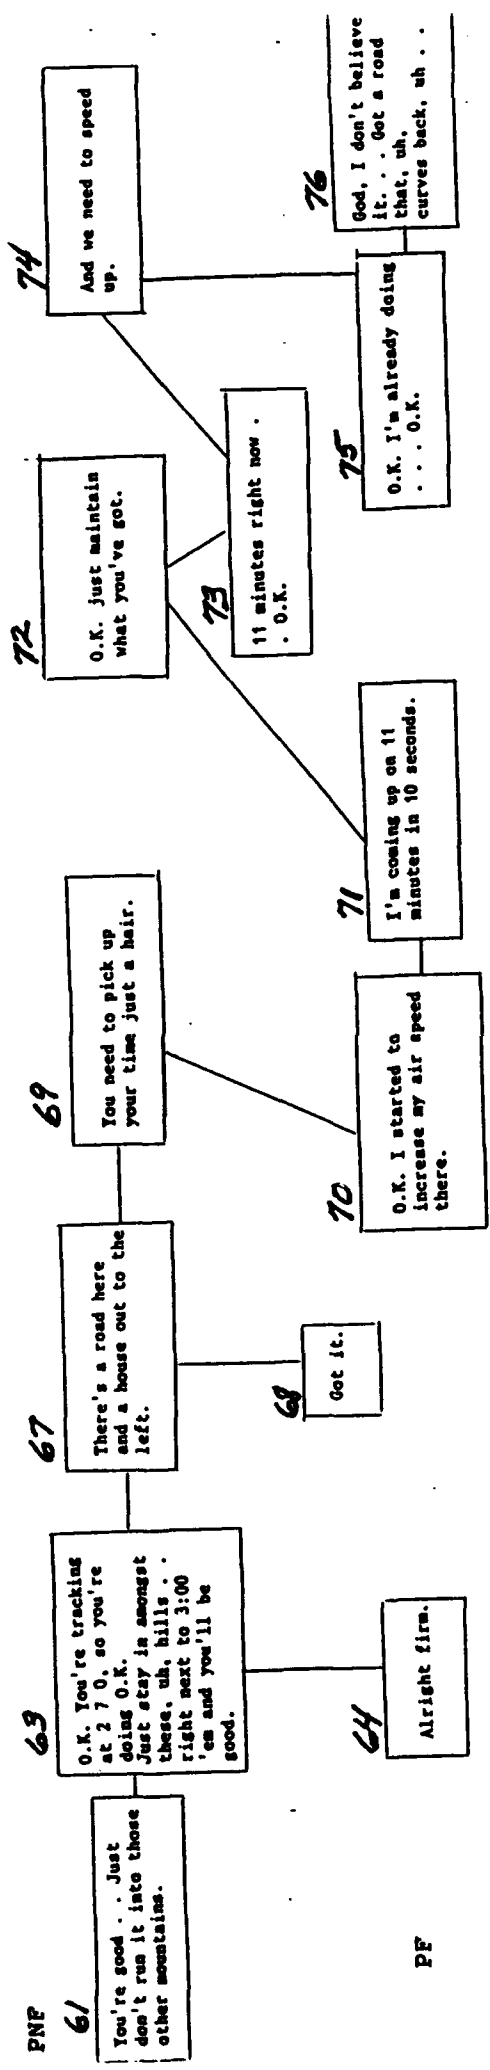 PNF
61
You're good . . Just
don't run it into those
other mountains.
63
O.K. You're tracking
at 2 7 0, so you're
doing O.K.
Just stay in amongst
these, uh, hills . .
right next to 3:00
'em and you'll be
good.
64
Alright firm.
67
There's a road here
and a house out to the
left.
68
Got it.
69
You need to pick up
your time just a hair.
70
O.K. I started to
increase my air speed
there.
71
I'm coming up on 11
minutes in 10 seconds.
72
O.K. just maintain
what you've got.
73
11 minutes right now .
. O.K.
74
And we need to speed
up.
75
O.K. I'm already doing
. . . O.K.
76
God, I don't believe
it. . . Got a road
that, uh,
curves back, uh . .
PF